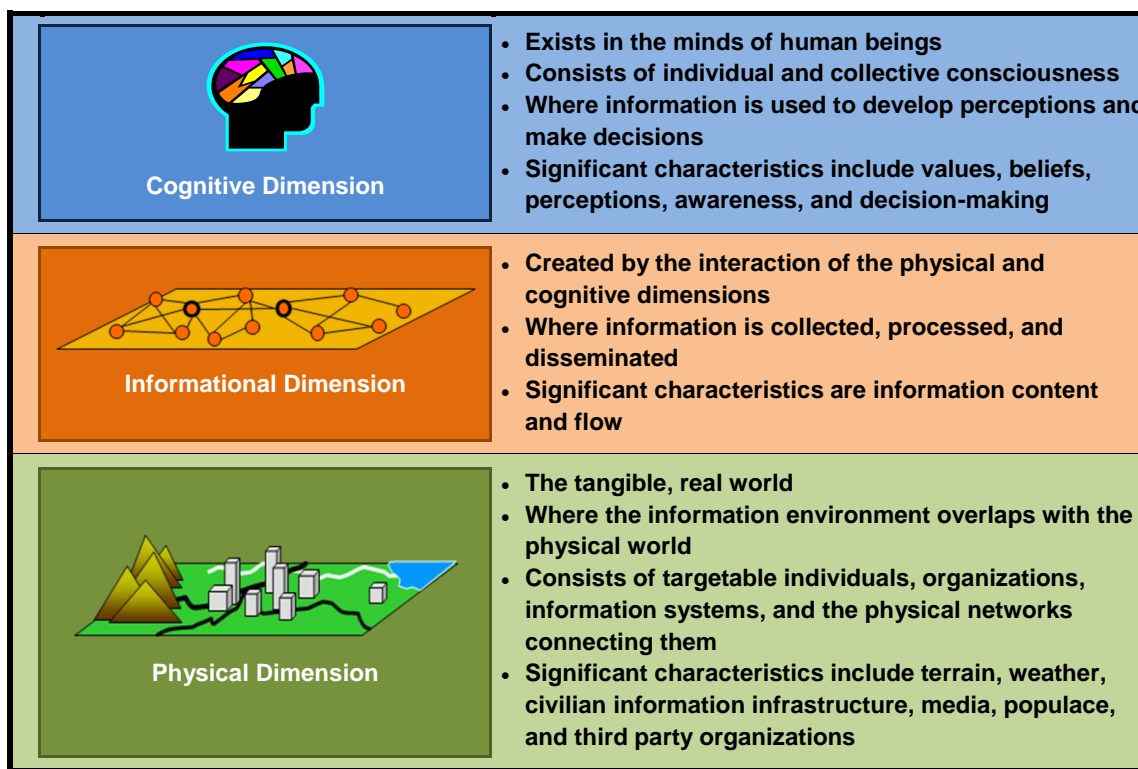 Cognitive Dimension
• Exists in the minds of human beings
• Consists of individual and collective consciousness
• Where information is used to develop perceptions and
make decisions
• Significant characteristics include values, beliefs,
perceptions, awareness, and decision-making
Informational Dimension
• Created by the interaction of the physical and
cognitive dimensions
• Where information is collected, processed, and
disseminated
• Significant characteristics are information content
and flow
Physical Dimension
• The tangible, real world
• Where the information environment overlaps with the
physical world
• Consists of targetable individuals, organizations,
information systems, and the physical networks
connecting them
• Significant characteristics include terrain, weather,
civilian information infrastructure, media, populace,
and third party organizations